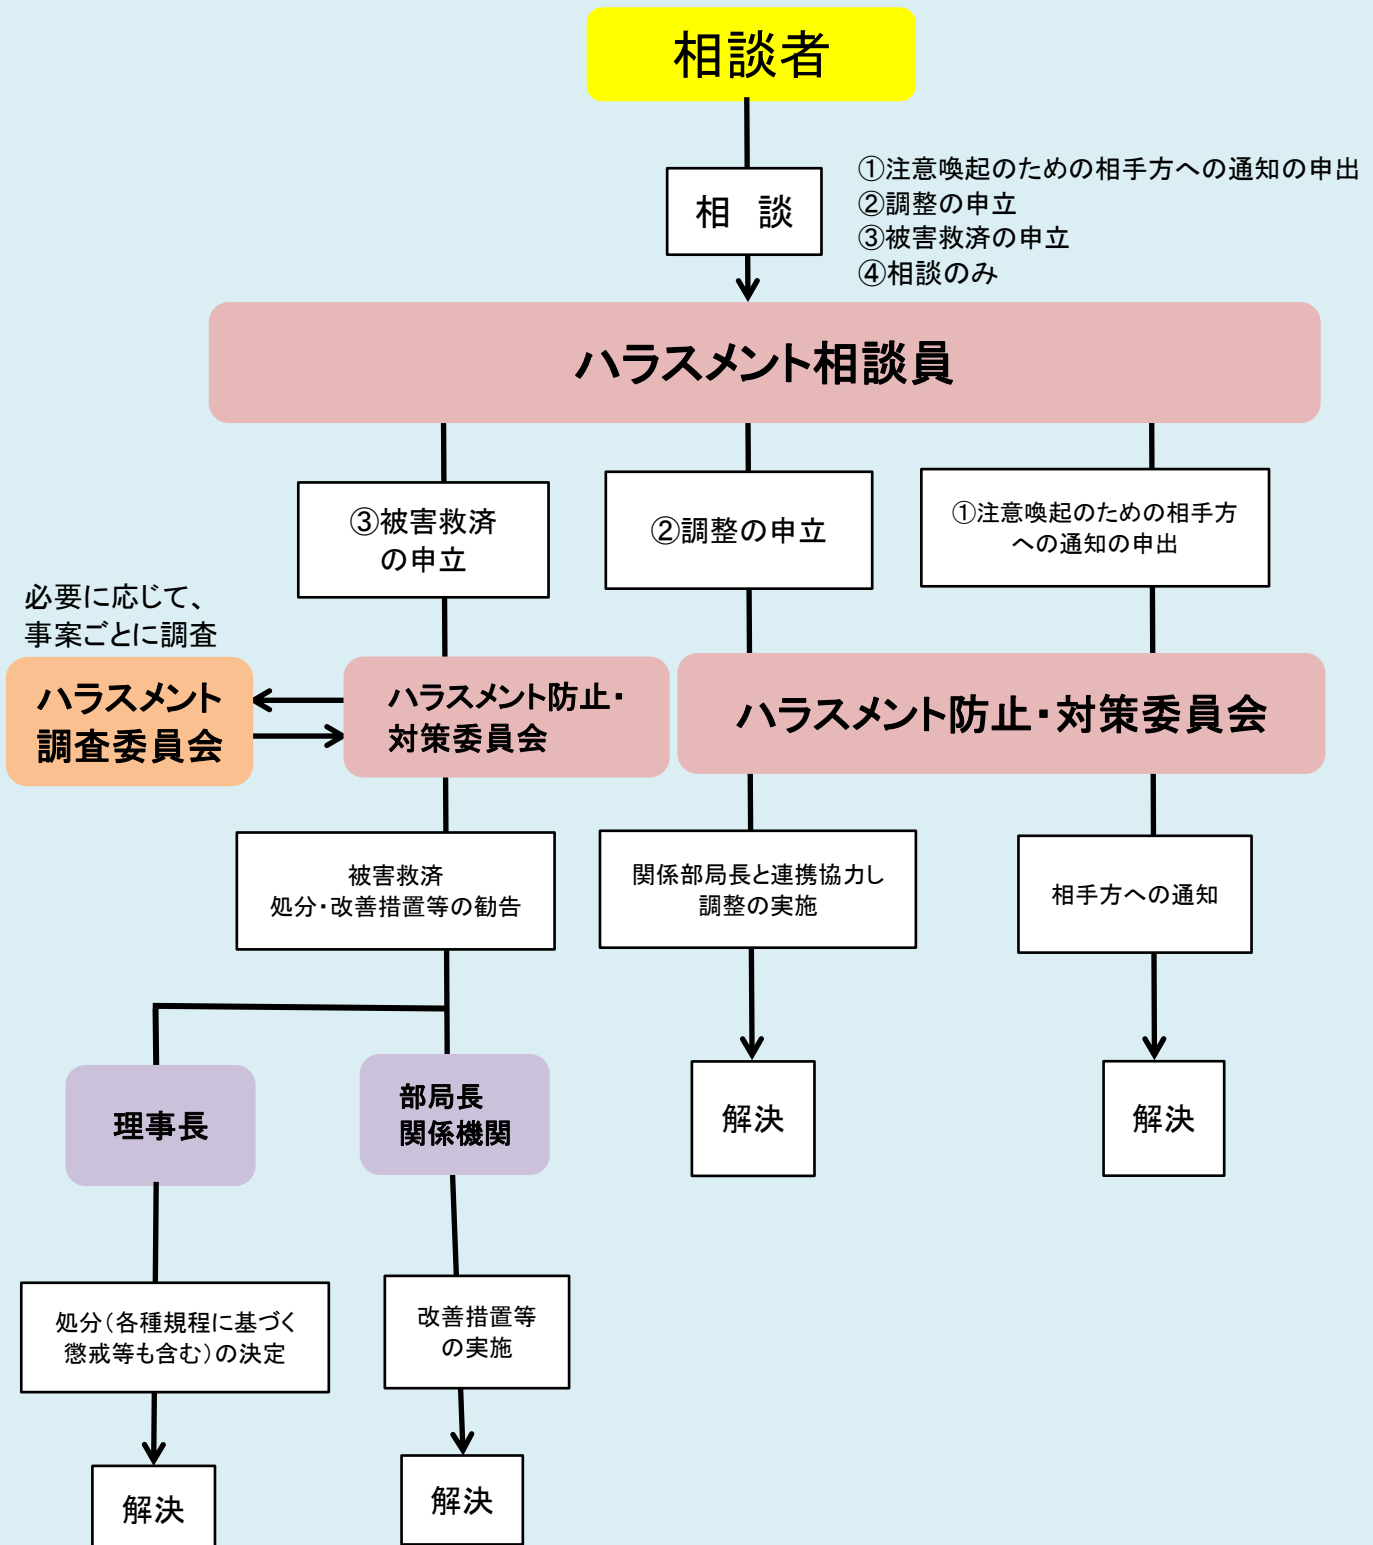 相談者
相　談
①注意喚起のための相手方への通知の申出
②調整の申立
③被害救済の申立
④相談のみ
ハラスメント相談員
③被害救済
の申立
②調整の申立
①注意喚起のための相手方
への通知の申出
必要に応じて、
事案ごとに調査
ハラスメント
調査委員会
ハラスメント防止・
対策委員会
ハラスメント防止・対策委員会
被害救済
処分・改善措置等の勧告
関係部局長と連携協力し
調整の実施
相手方への通知
理事長
部局長
関係機関
解決
解決
処分（各種規程に基づく
懲戒等も含む）の決定
改善措置等
の実施
解決
解決